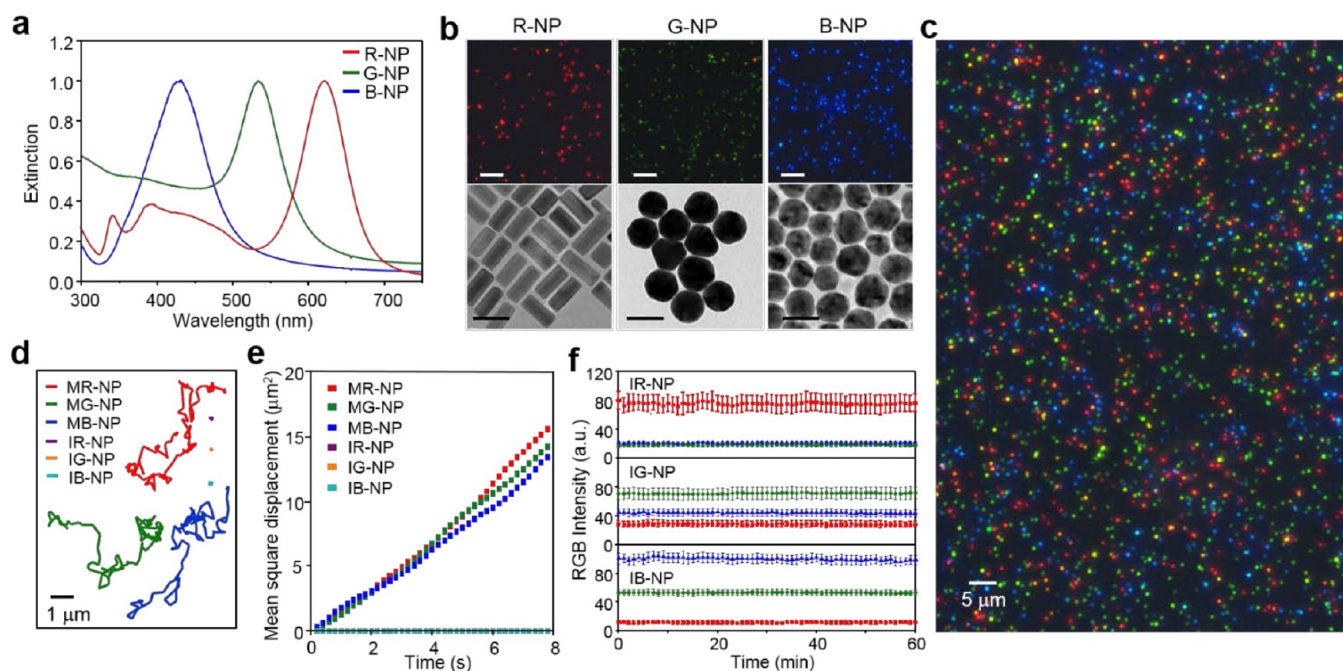 a
R-NP
G-NP
B-NP
Extinction
1.2
1.0
0.8
0.6
0.4
0.2
0.0
300
400
500
600
700
Wavelength (nm)
b
R-NP
G-NP
B-NP
c
5 μm
d
MR-NP
MG-NP
MB-NP
IR-NP
IG-NP
IB-NP
1 μm
e
Mean square displacement (μm²)
20
15
10
5
0
MR-NP
MG-NP
MB-NP
IR-NP
IG-NP
IB-NP
0
2
4
6
8
Time (s)
f
RGB Intensity (a.u.)
120
80
40
0
IR-NP
80
40
0
IG-NP
80
40
0
IB-NP
0
20
40
60
Time (min)